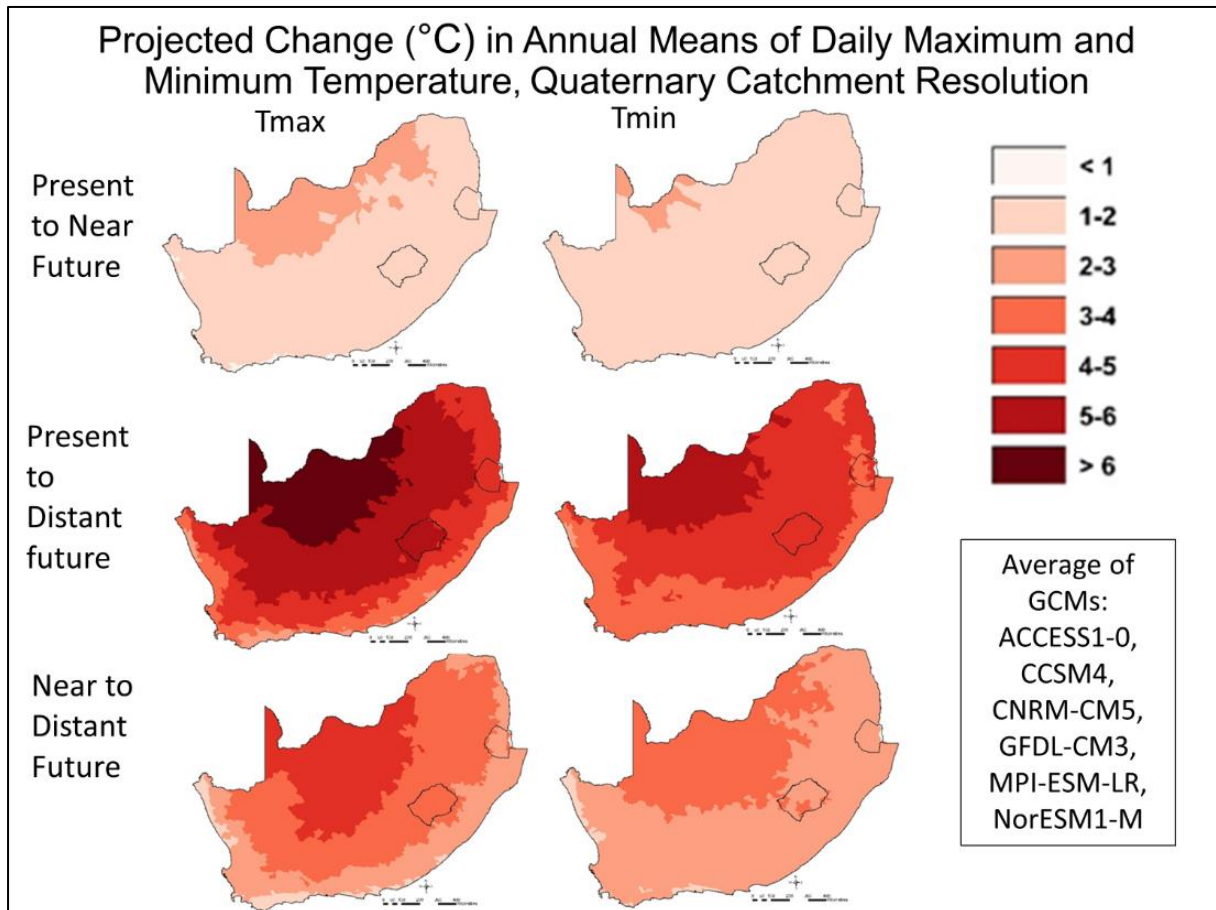 Projected Change (°C) in Annual Means of Daily Maximum and
Minimum Temperature, Quaternary Catchment Resolution
Tmax
Tmin
Present
to Near
Future
Present
to
Distant
future
Near to
Distant
Future
< 1
1-2
2-3
3-4
4-5
5-6
> 6
Average of
GCMs:
ACCESS1-0,
CCSM4,
CNRM-CM5,
GFDL-CM3,
MPI-ESM-LR,
NorESM1-M